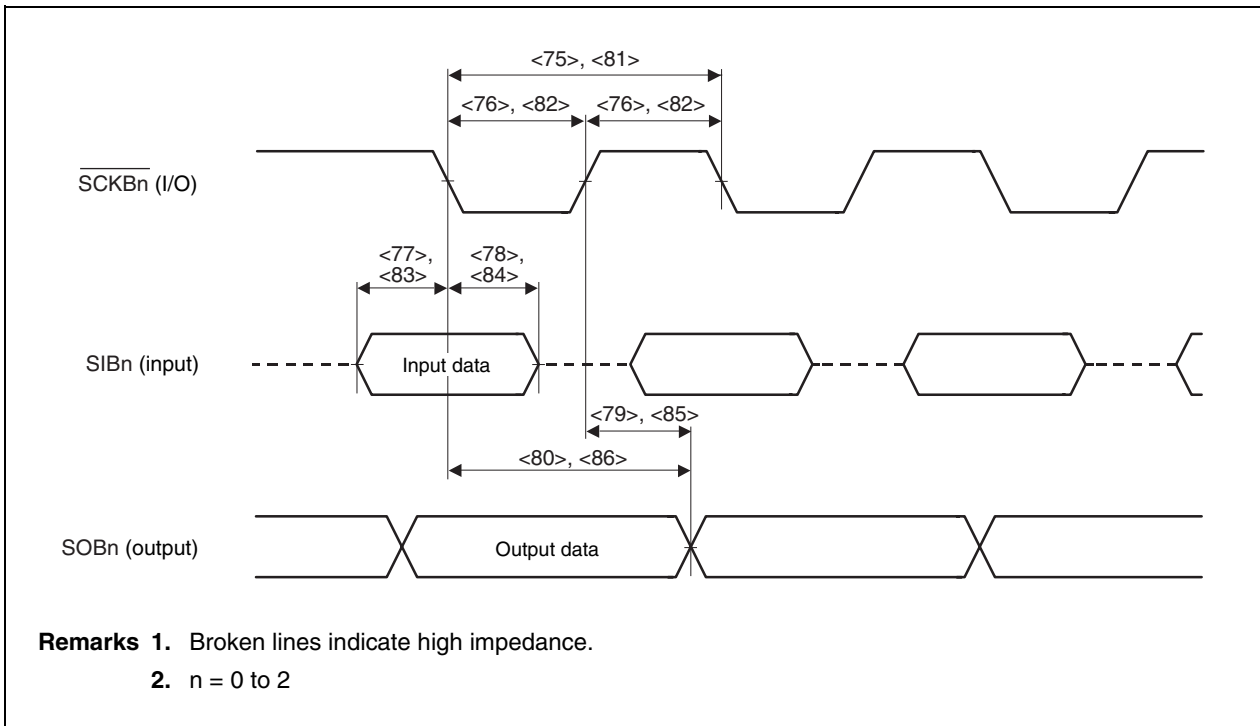 <75>, <81>
<76>, <82> <76>, <82>
SCKBn (I/O)
<77>, <78>,
<83> <84>
SIBn (input) Input data
<79>, <85>
<80>, <86>
SOBn (output) Output data
Remarks 1. Broken lines indicate high impedance.
2. n = 0 to 2